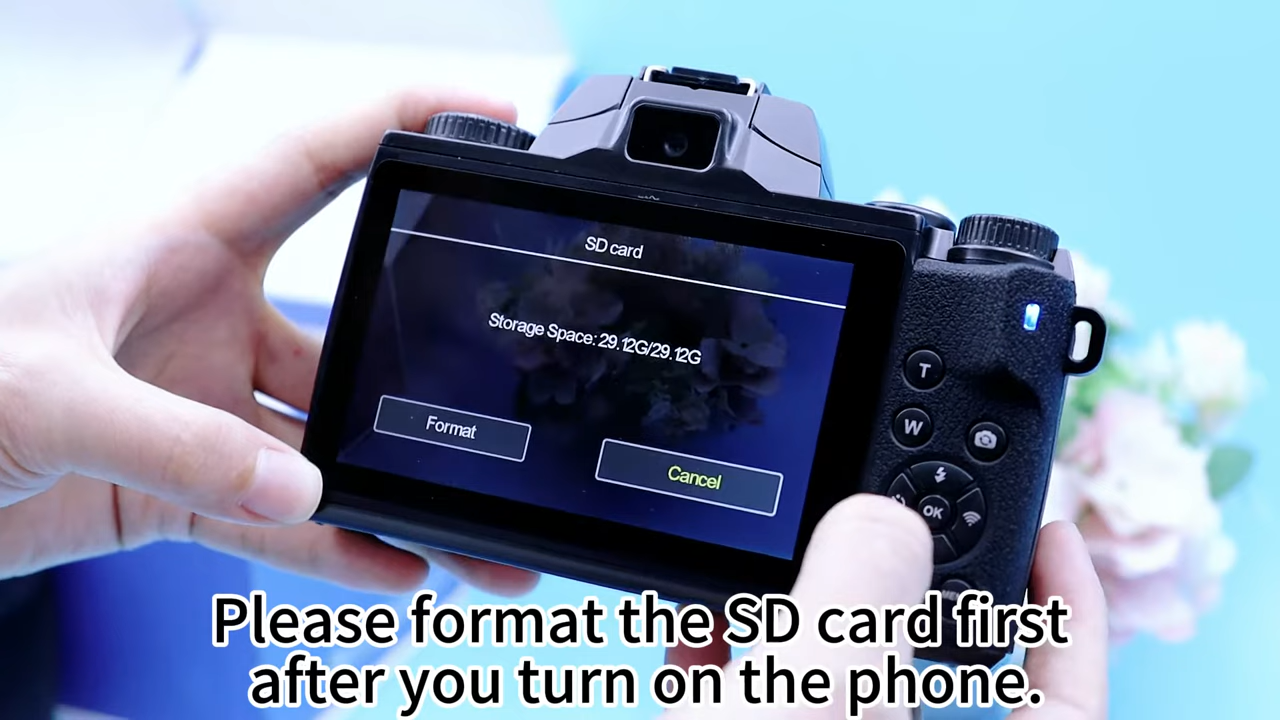 SD card
Storage Space: 29.12G/29.12G
Format
Cancel
T
W
OK
Please format the SD card first
after you turn on the phone.